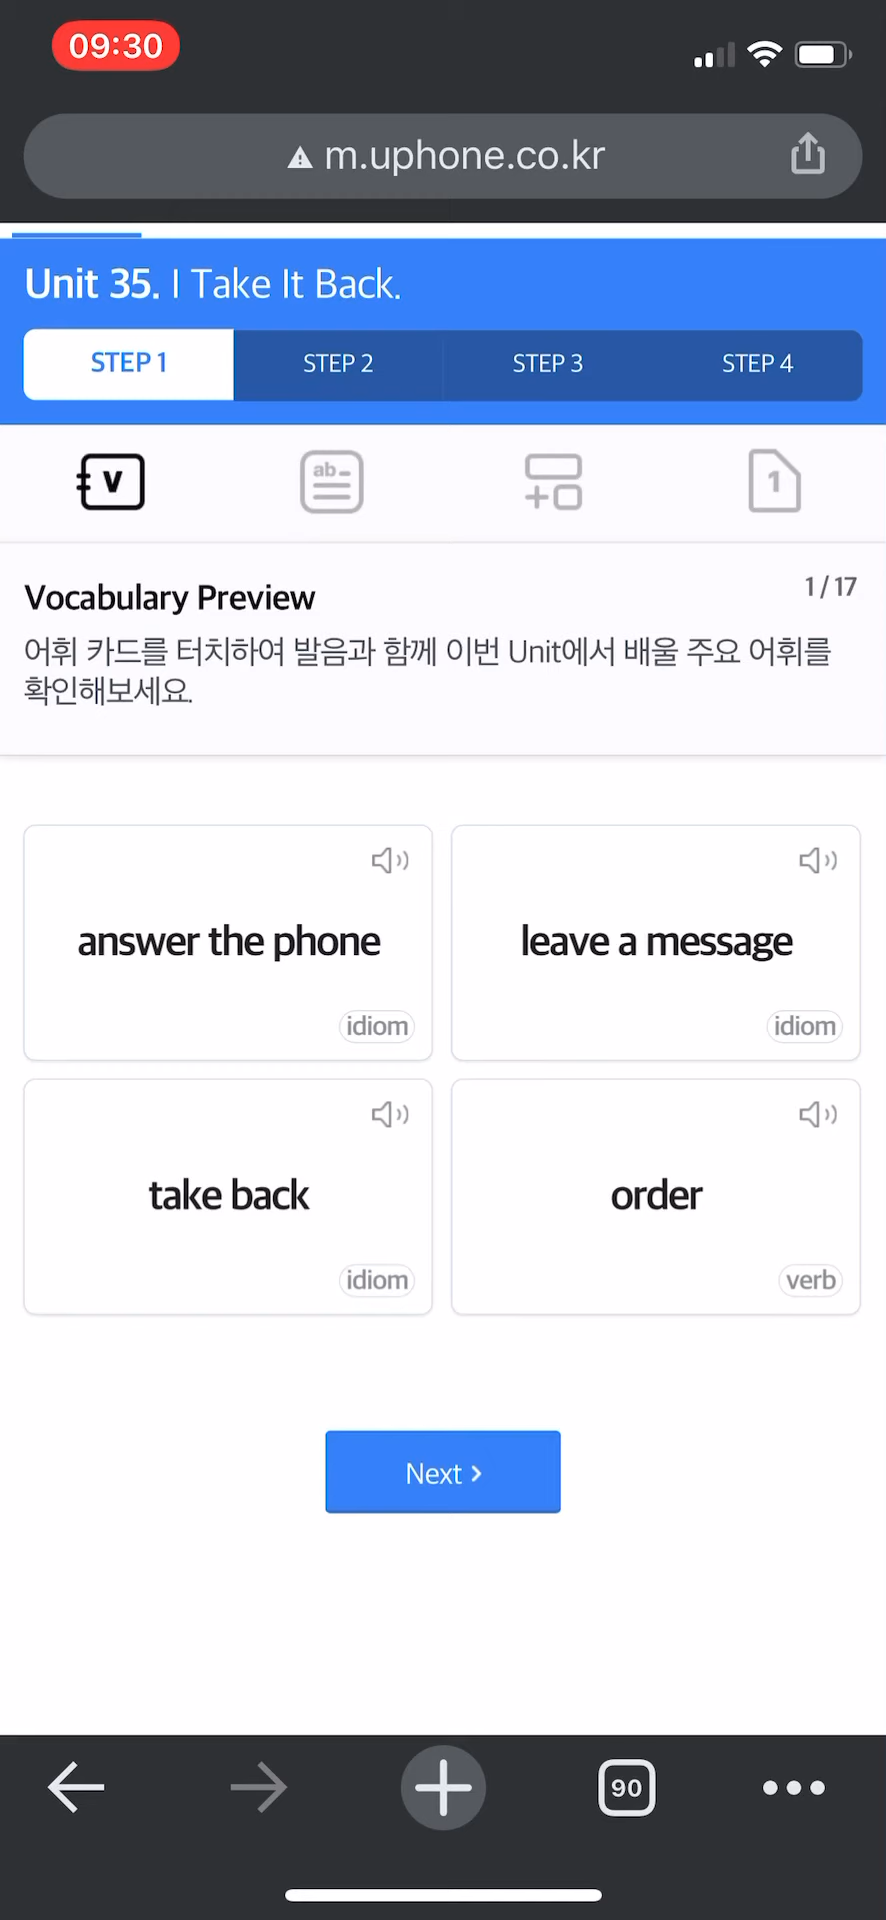 09:30
m.uphone.co.kr
Unit 35. I Take It Back.
STEP 1
STEP 2
STEP 3
STEP 4
V
ab
1
Vocabulary Preview
1 / 17
어휘 카드를 터치하여 발음과 함께 이번 Unit에서 배울 주요 어휘를
확인해보세요.
answer the phone
idiom
leave a message
idiom
take back
idiom
order
verb
Next >
90